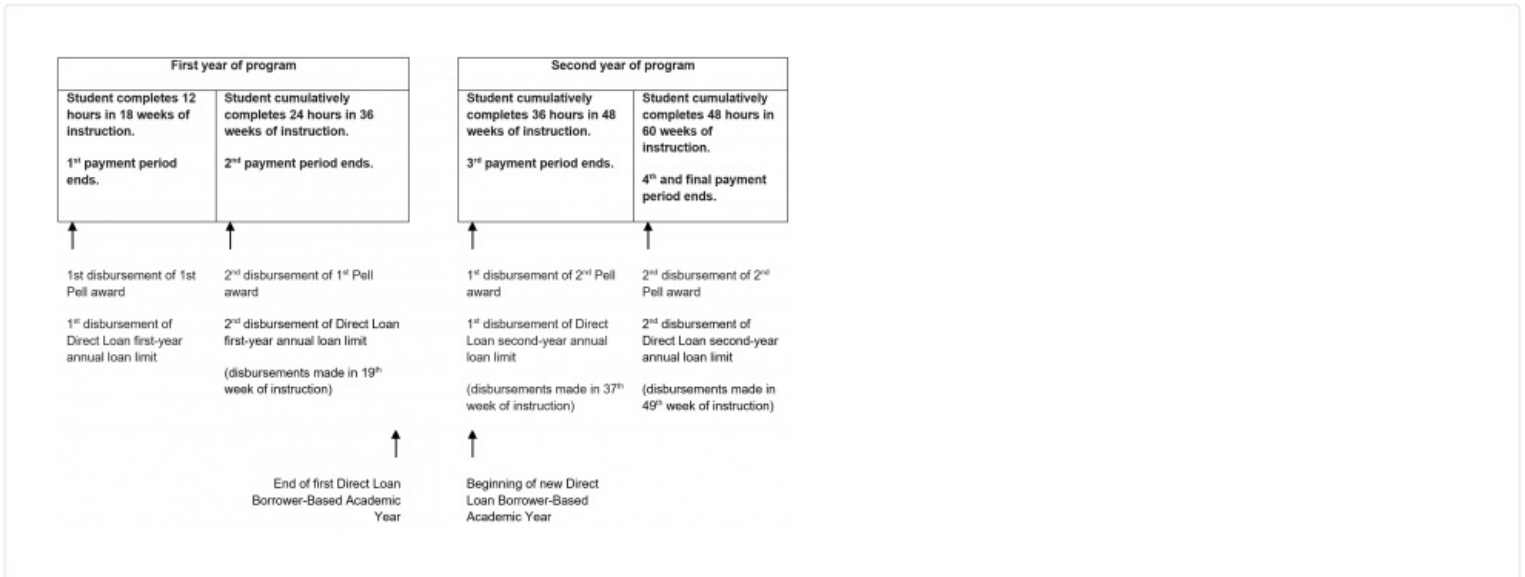 First year of program
Student completes 12
hours in 18 weeks of
instruction.
1st payment period
ends.
Student cumulatively
completes 24 hours in 36
weeks of instruction.
2nd payment period ends.
Second year of program
Student cumulatively
completes 36 hours in 48
weeks of instruction.
3rd payment period ends.
Student cumulatively
completes 48 hours in
60 weeks of
instruction.
4th and final payment
period ends.
1st disbursement of 1st
Pell award
1st disbursement of
Direct Loan first-year
annual loan limit
2nd disbursement of 1st Pell
award
2nd disbursement of Direct Loan
first-year annual loan limit
(disbursements made in 19th
week of instruction)
1st disbursement of 2nd Pell
award
1st disbursement of Direct
Loan second-year annual
loan limit
(disbursements made in 37th
week of instruction)
2nd disbursement of 2nd
Pell award
2nd disbursement of
Direct Loan second-year
annual loan limit
(disbursements made in
49th week of instruction)
End of first Direct Loan
Borrower-Based Academic
Year
Beginning of new Direct
Loan Borrower-Based
Academic Year